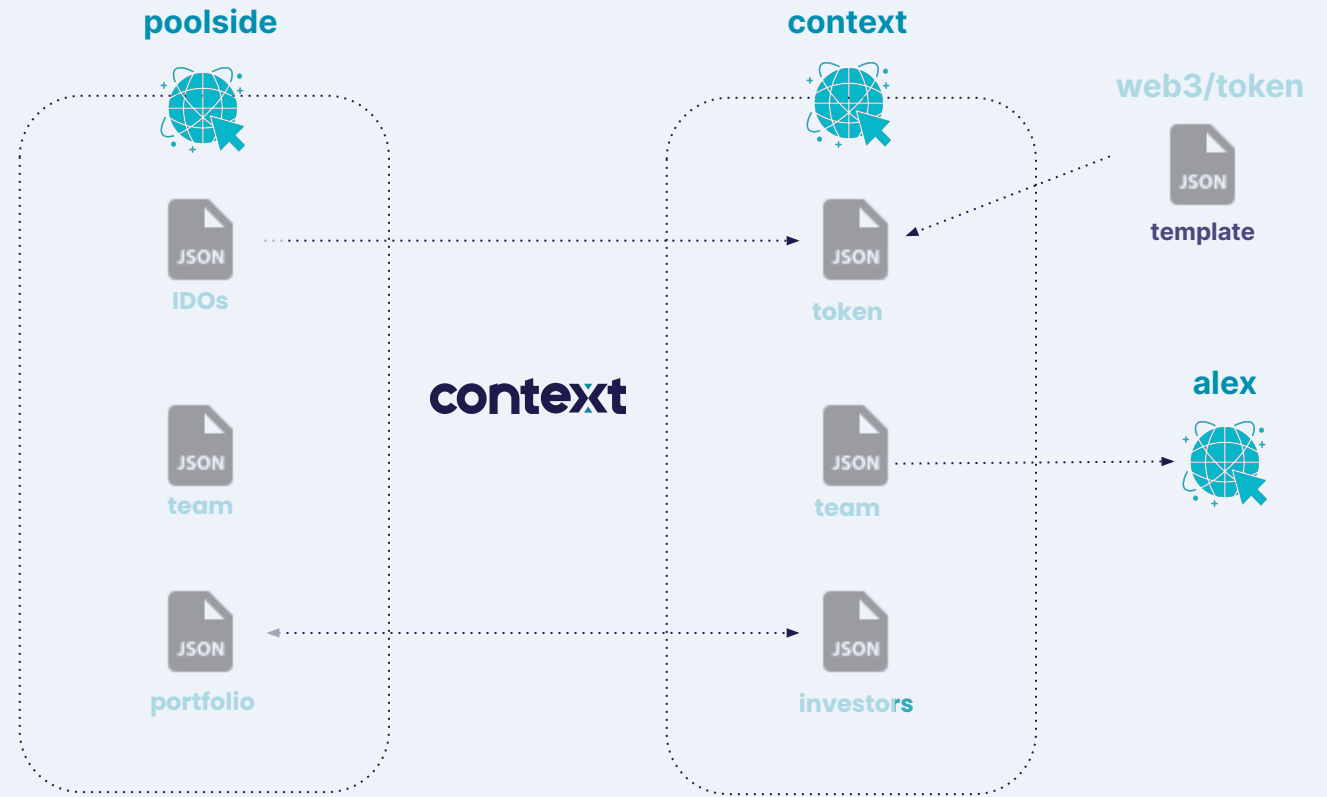 poolside
context
web3/token
JSON
template
JSON
IDOs
JSON
token
context
alex
JSON
team
JSON
team
JSON
portfolio
JSON
investors